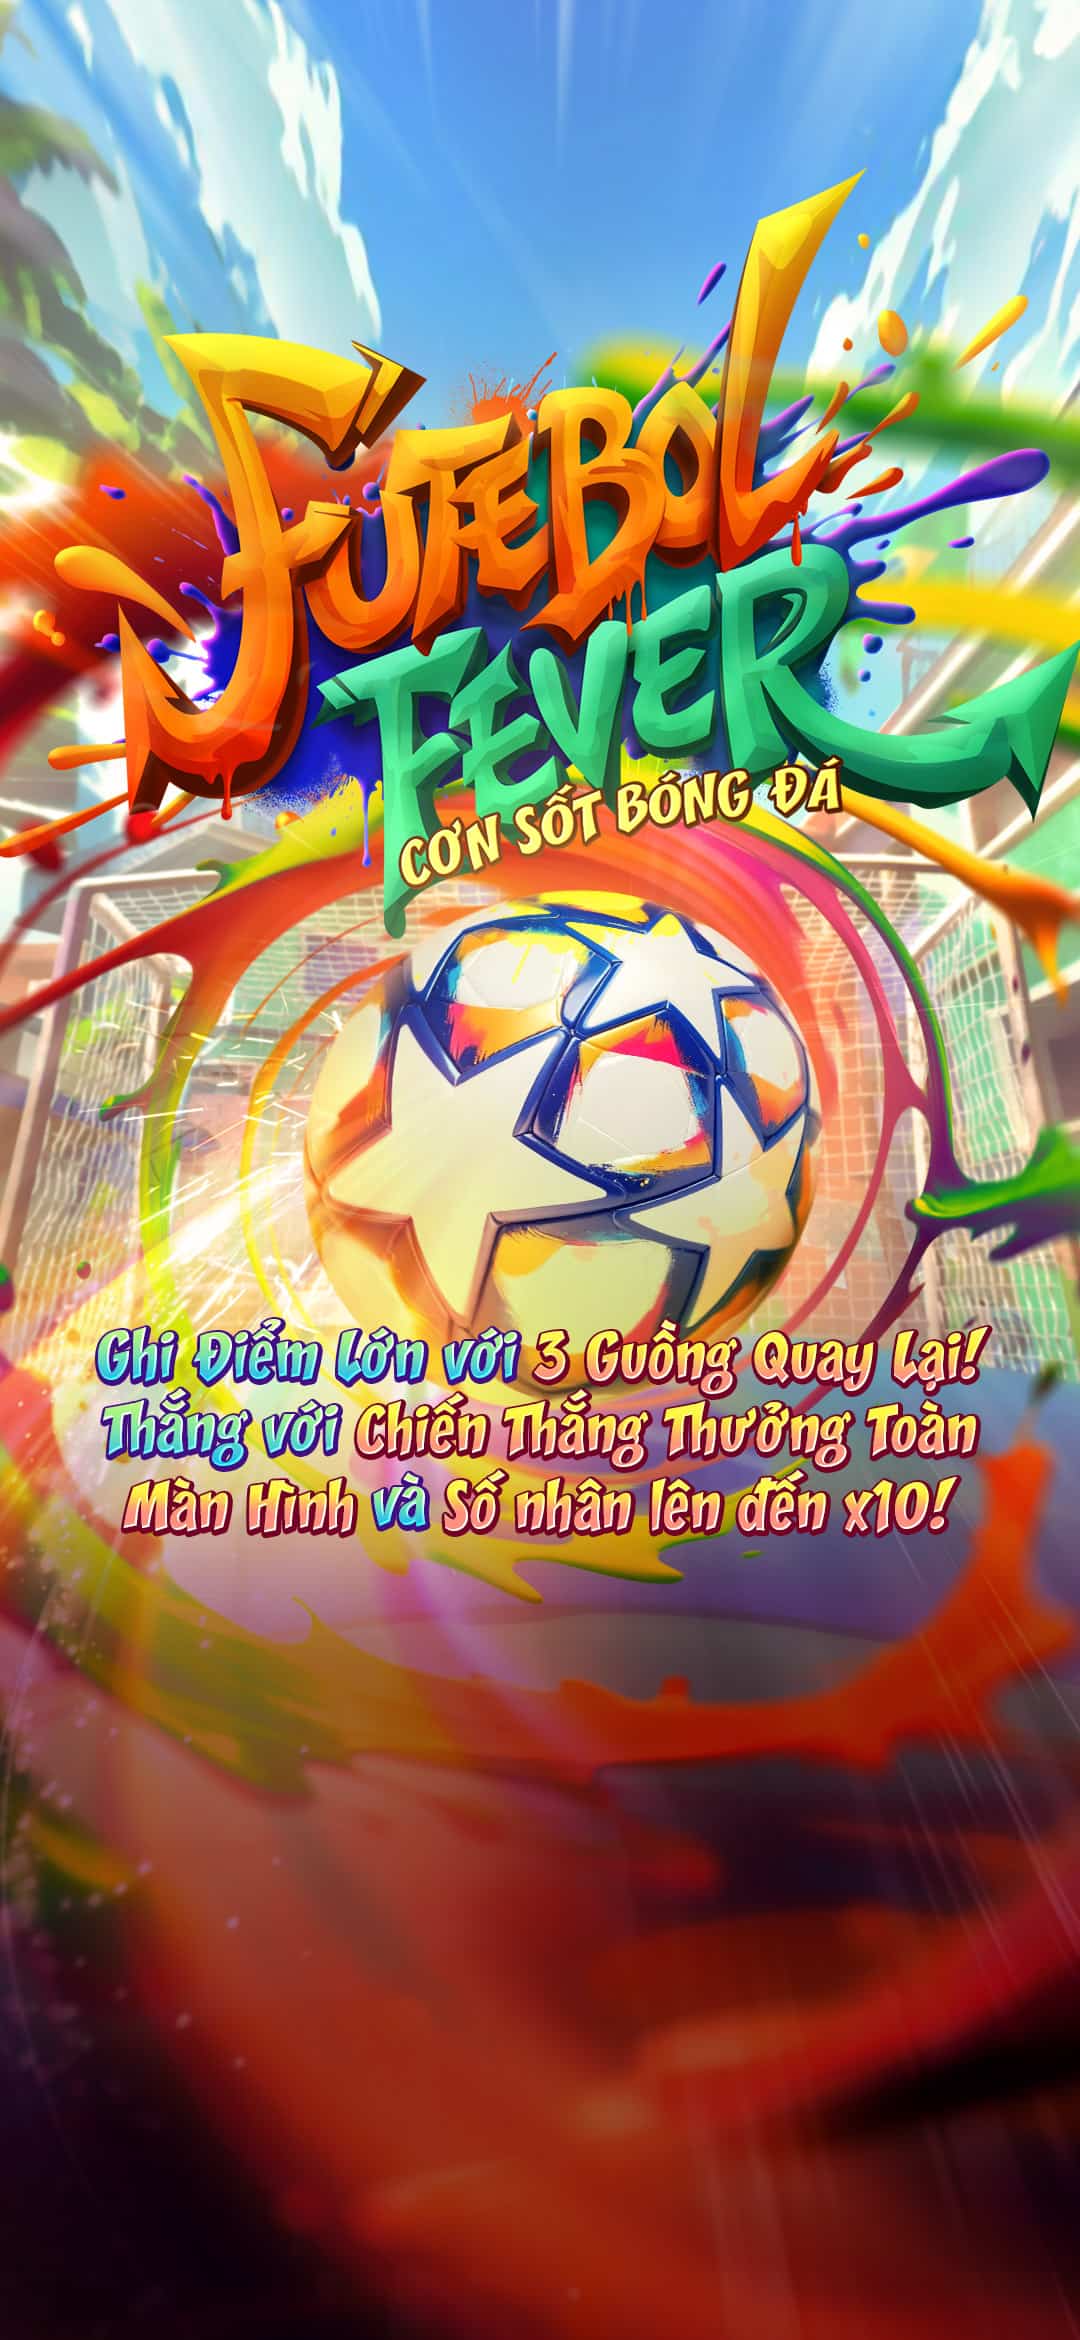 FUTEBOL
FEVER
CƠN SỐT BÓNG ĐÁ
Ghi Điểm Lớn với 3 Guồng Quay Lại!
Thắng với Chiến Thắng Thưởng Toàn
Màn Hình và Số nhân lên đến x10!